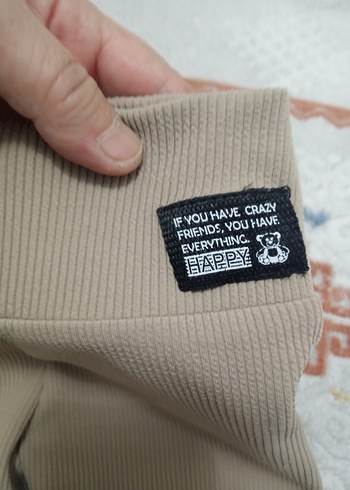 IF YOU HAVE CRAZY
FRIENDS, YOU HAVE
EVERYTHING.
HAPPY